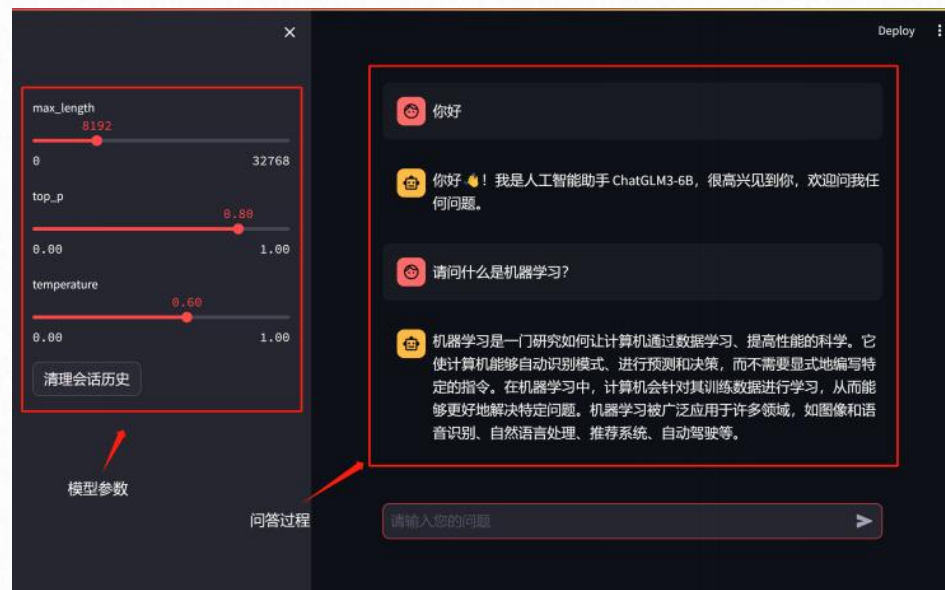 Deploy
max_length
8192
0 32768
top_p
0.80
0.00 1.00
temperature
0.60
0.00 1.00
清理会话历史
模型参数
问答过程
你好
你好👋！我是人工智能助手 ChatGLM3-6B，很高兴见到你，欢迎问我任
何问题。
请问什么是机器学习？
机器学习是一门研究如何让计算机通过数据学习、提高性能的科学。它
使计算机能够自动识别模式、进行预测和决策，而不需要显式地编写特
定的指令。在机器学习中，计算机会针对其训练数据进行学习，从而能
够更好地解决特定问题。机器学习被广泛应用于许多领域，如图像和语
音识别、自然语言处理、推荐系统、自动驾驶等。
请输入您的问题